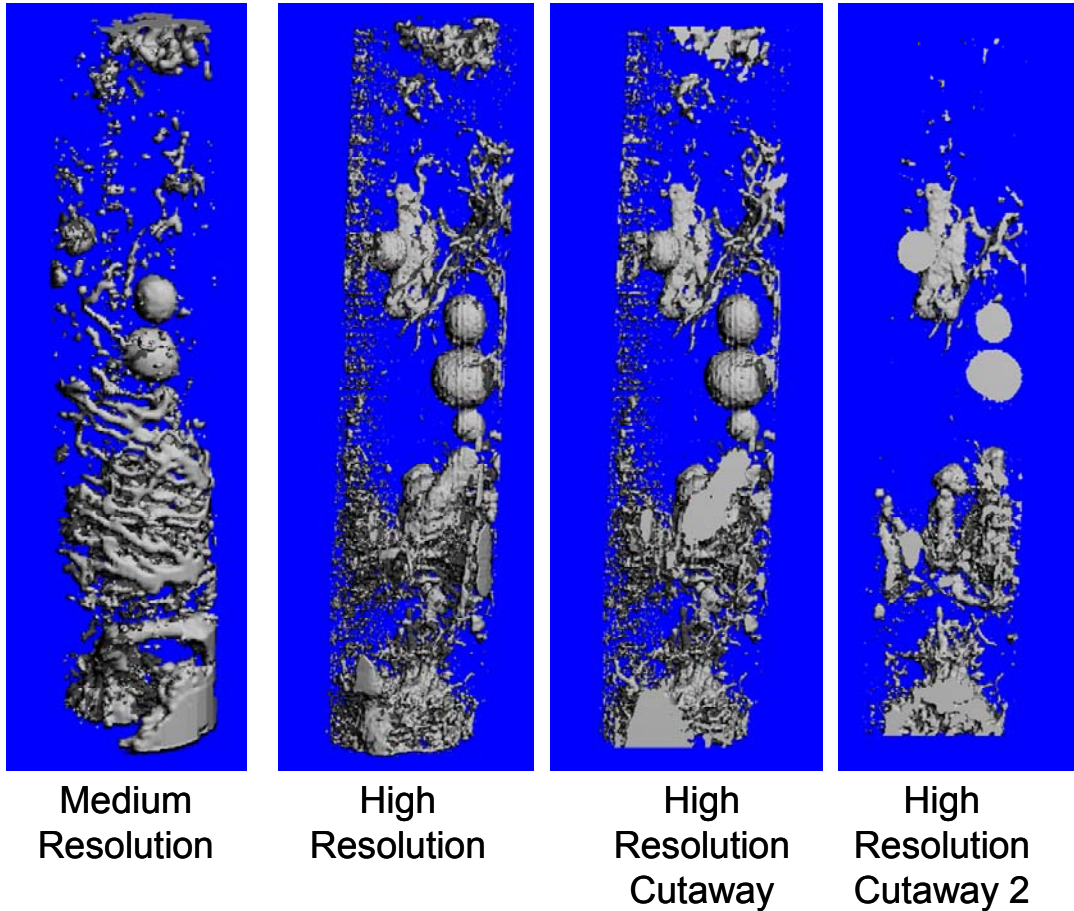 Medium
Resolution
High
Resolution
High
Resolution
Cutaway
High
Resolution
Cutaway 2